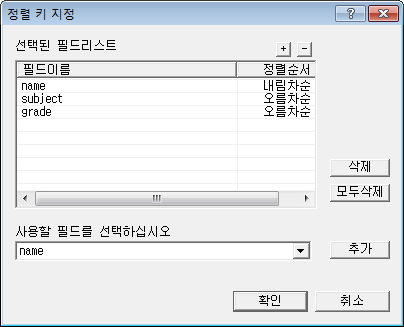 정렬 키 지정
선택된 필드리스트
+ -
필드이름 정렬순서
name 내림차순
subject 오름차순
grade 오름차순
삭제
모두삭제
사용할 필드를 선택하십시오
name 추가
확인 취소